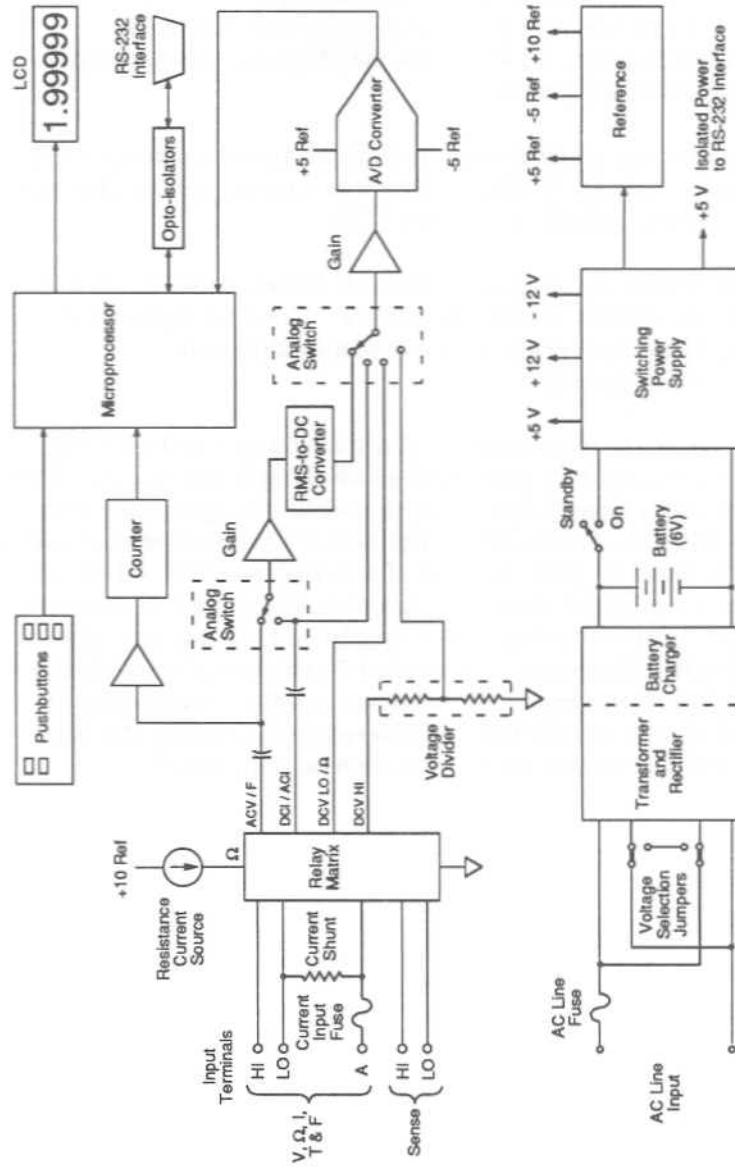 LCD
1.99999
RS-232
Interface
Opto-Isolators
Microprocessor
Pushbuttons
Counter
+5 Ref
A/D Converter
-5 Ref
Gain
Analog
Switch
RMS-to-DC
Converter
Gain
Analog
Switch
+10 Ref
Resistance
Current
Source
Ω
Relay
Matrix
ACV / F
DCI / ACI
DCV LO / Ω
DCV HI
Voltage
Divider
Input
Terminals
HI
LO
A
HI
LO
V, Ω, I,
T & F
Sense
Current
Shunt
Current
Input
Fuse
AC Line
Fuse
AC Line
Input
Voltage
Selection
Jumpers
Transformer
and
Rectifier
Battery
Charger
Standby
On
Battery
(6V)
Switching
Power
Supply
+5 V
+ 12 V
- 12 V
Reference
+5 Ref
-5 Ref
+10 Ref
+5 V
Isolated Power
to RS-232 Interface